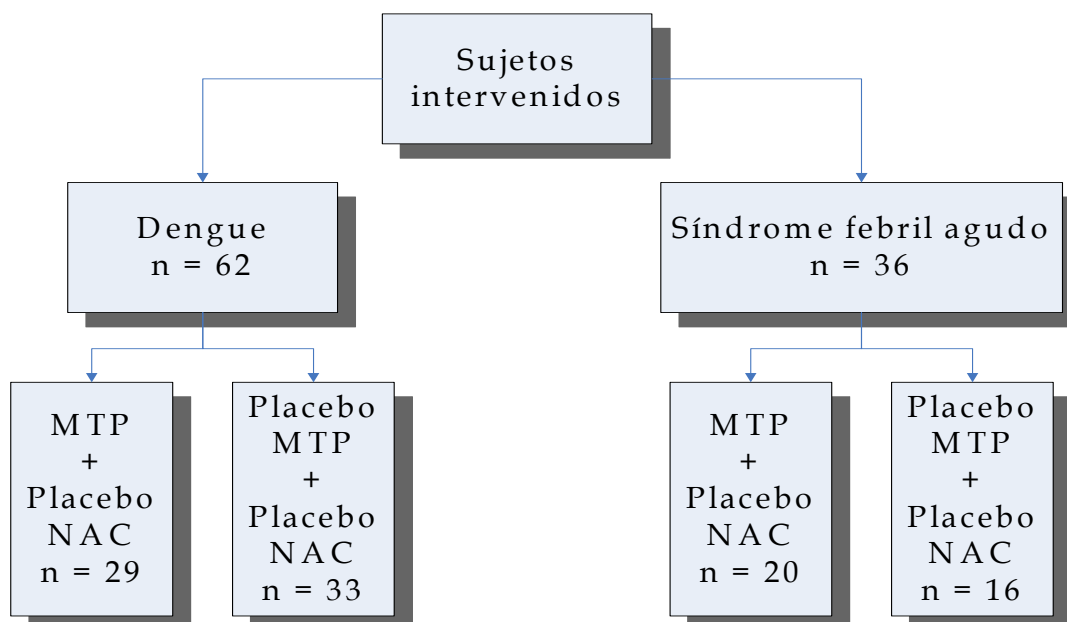 Sujetos
intervenidos
Dengue
n = 62
Síndrome febril agudo
n = 36
MTP
+
Placebo
NAC
n = 29
Placebo
MTP
+
Placebo
NAC
n = 33
MTP
+
Placebo
NAC
n = 20
Placebo
MTP
+
Placebo
NAC
n = 16